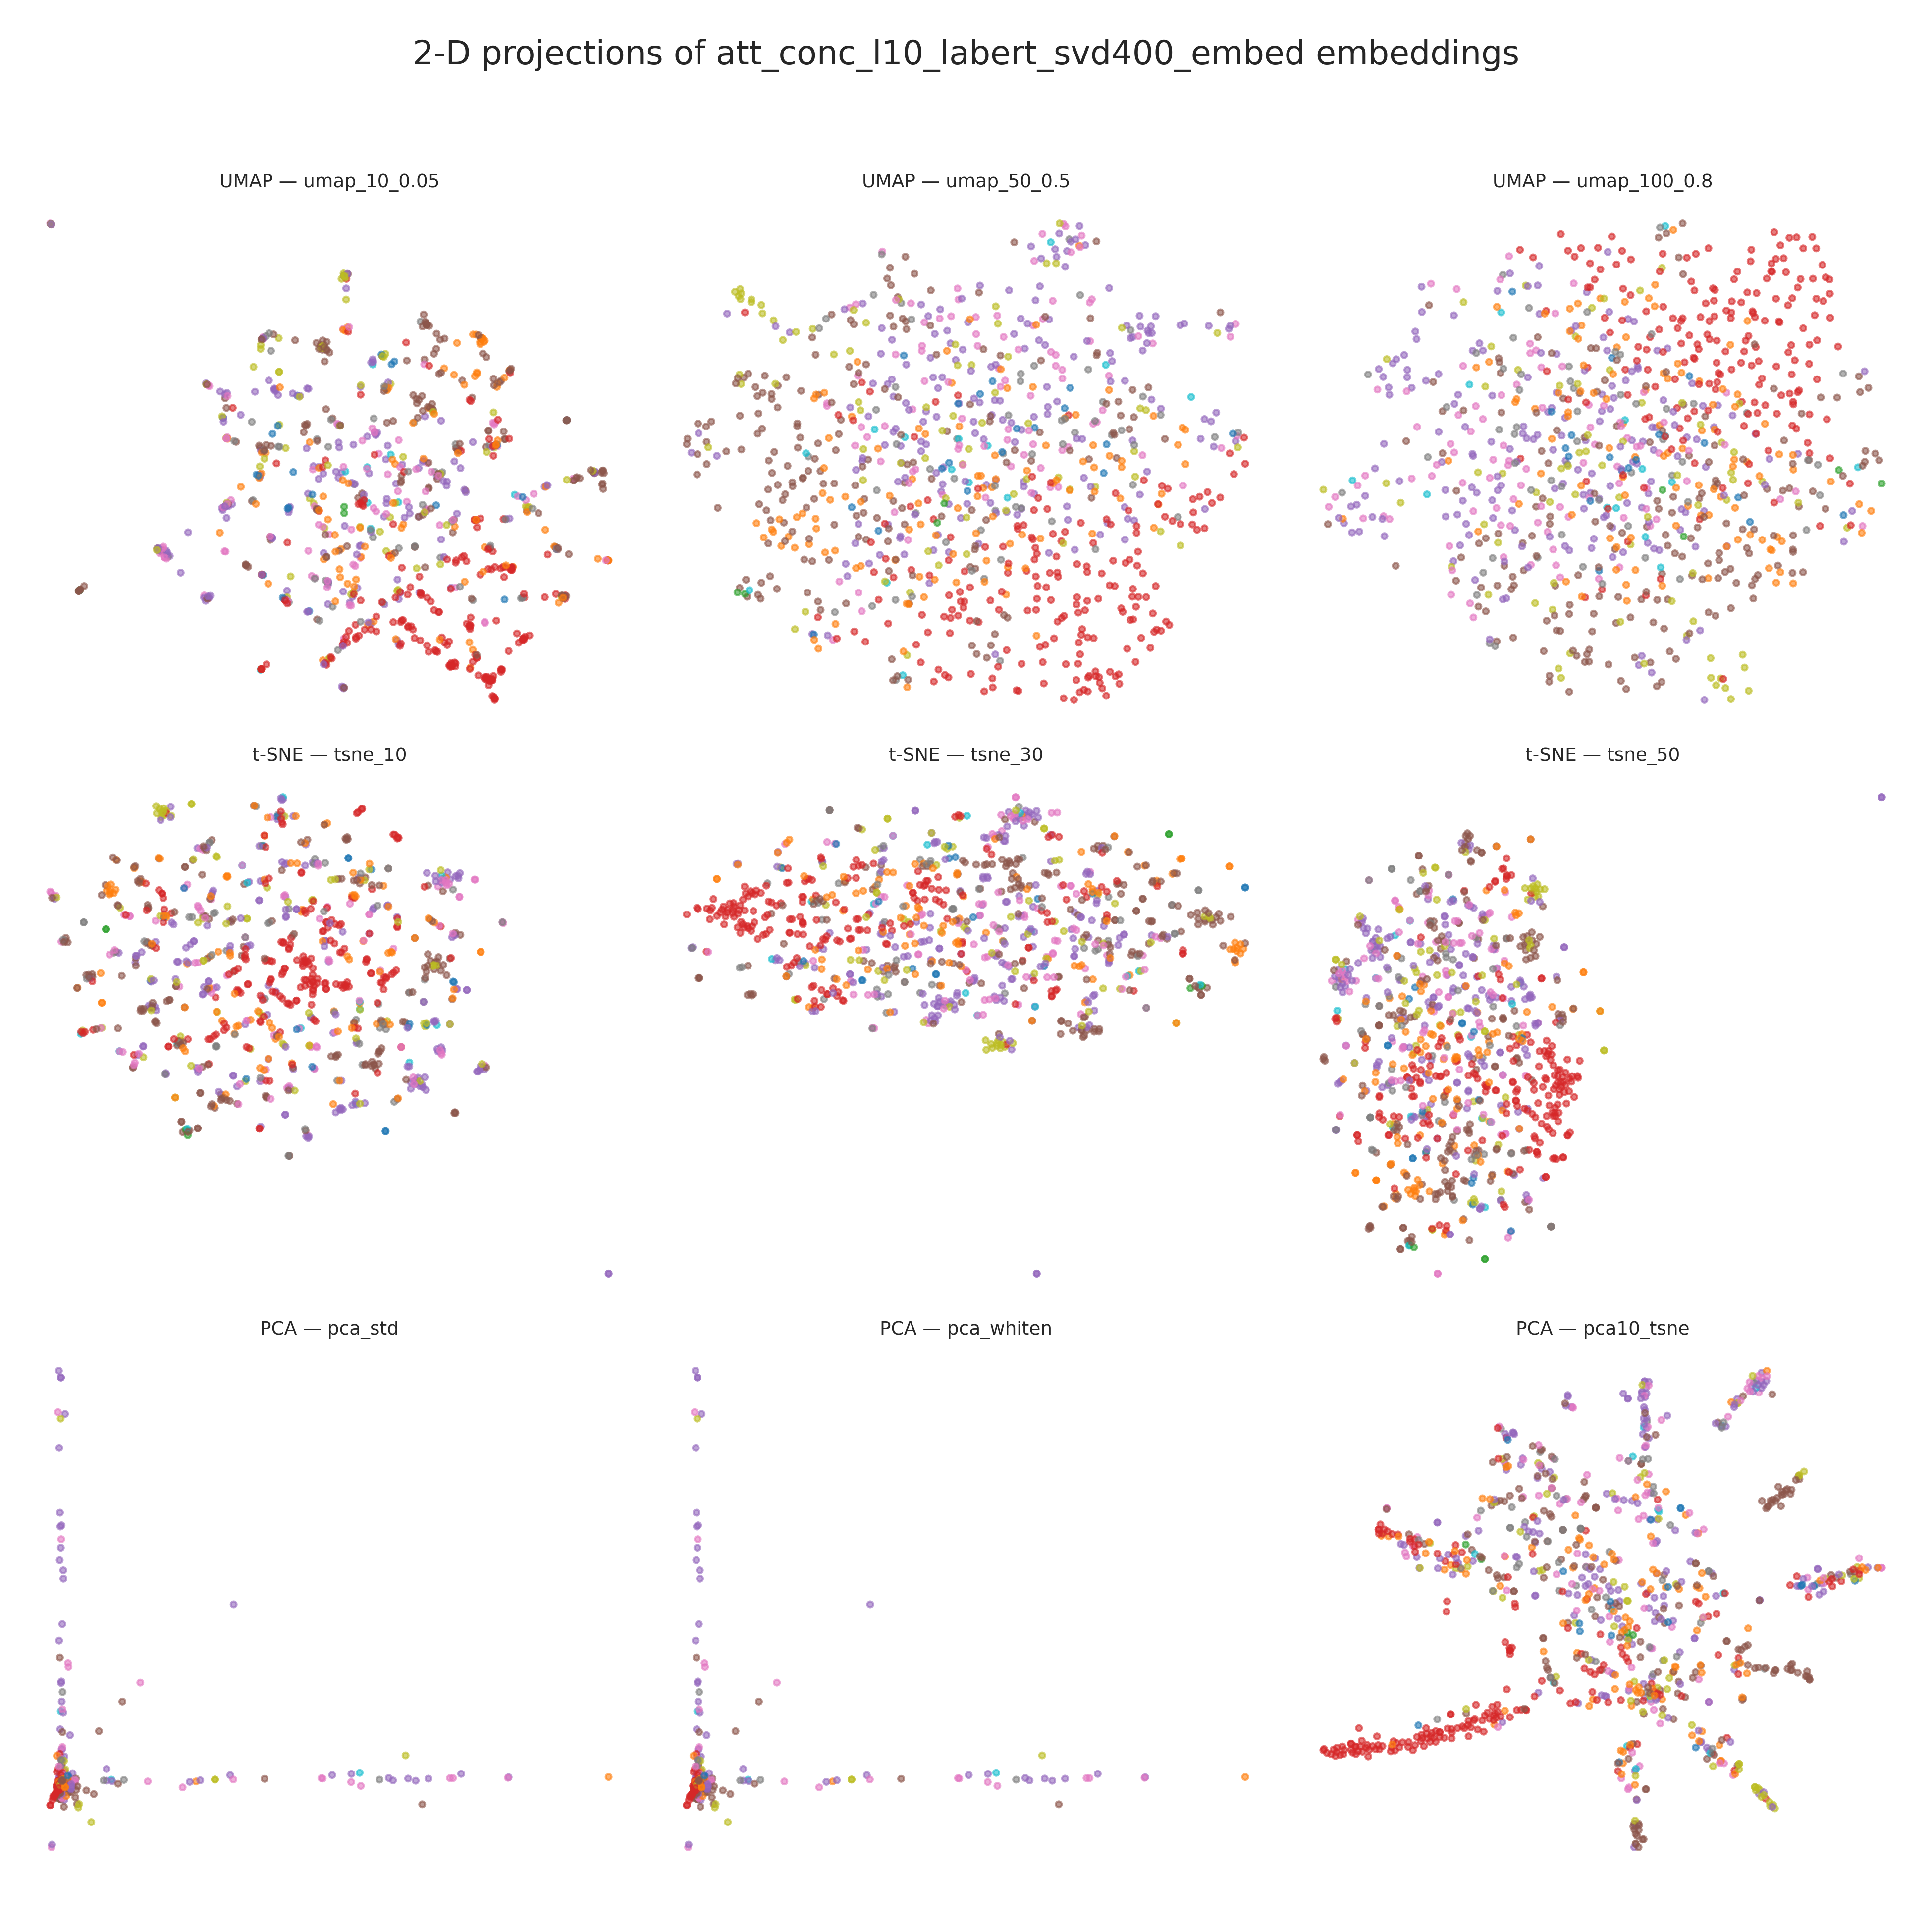 2-D projections of att_conc_l10_labert_svd400_embed embeddings
UMAP — umap_10_0.05
UMAP — umap_50_0.5
UMAP — umap_100_0.8
t-SNE — tsne_10
t-SNE — tsne_30
t-SNE — tsne_50
PCA — pca_std
PCA — pca_whiten
PCA — pca10_tsne